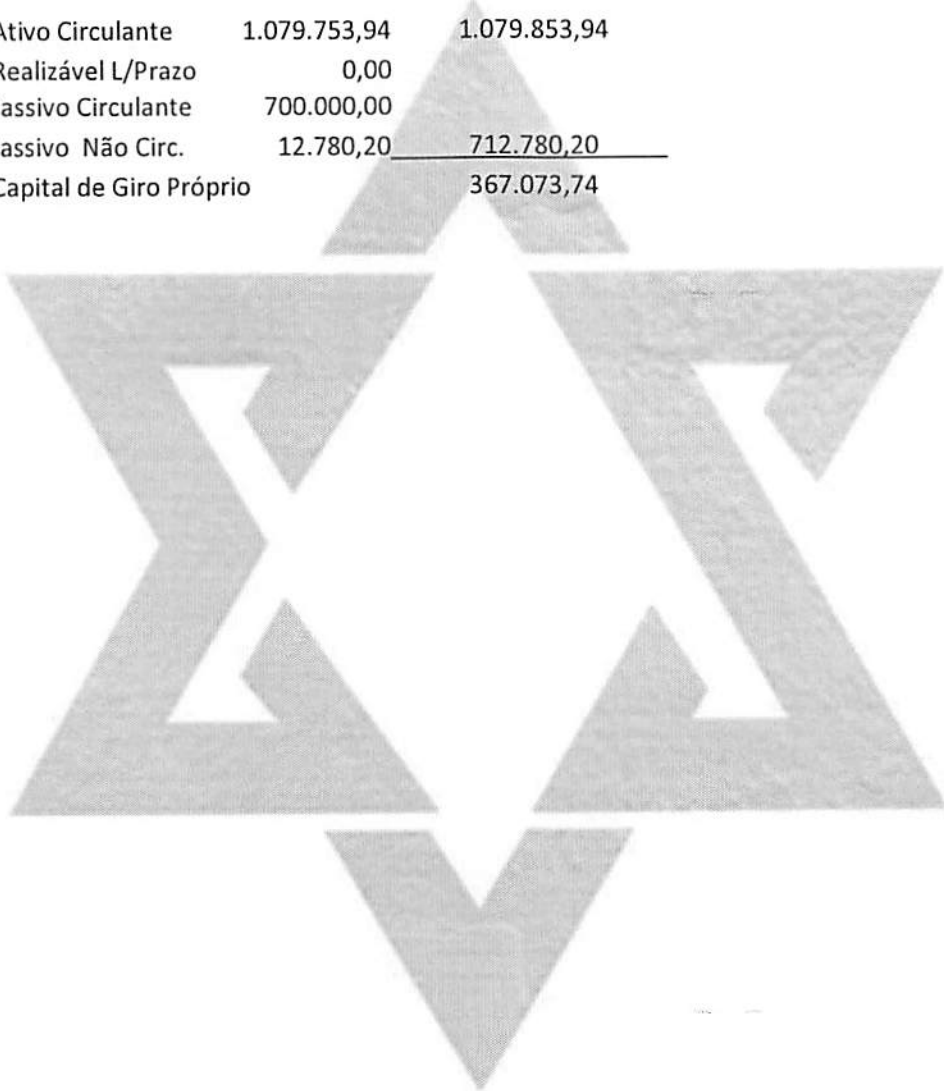 Ativo Circulante 1.079.753,94 1.079.853,94
Realizável L/Prazo 0,00
assivo Circulante 700.000,00
assivo Não Circ. 12.780,20 712.780,20
Capital de Giro Próprio 367.073,74